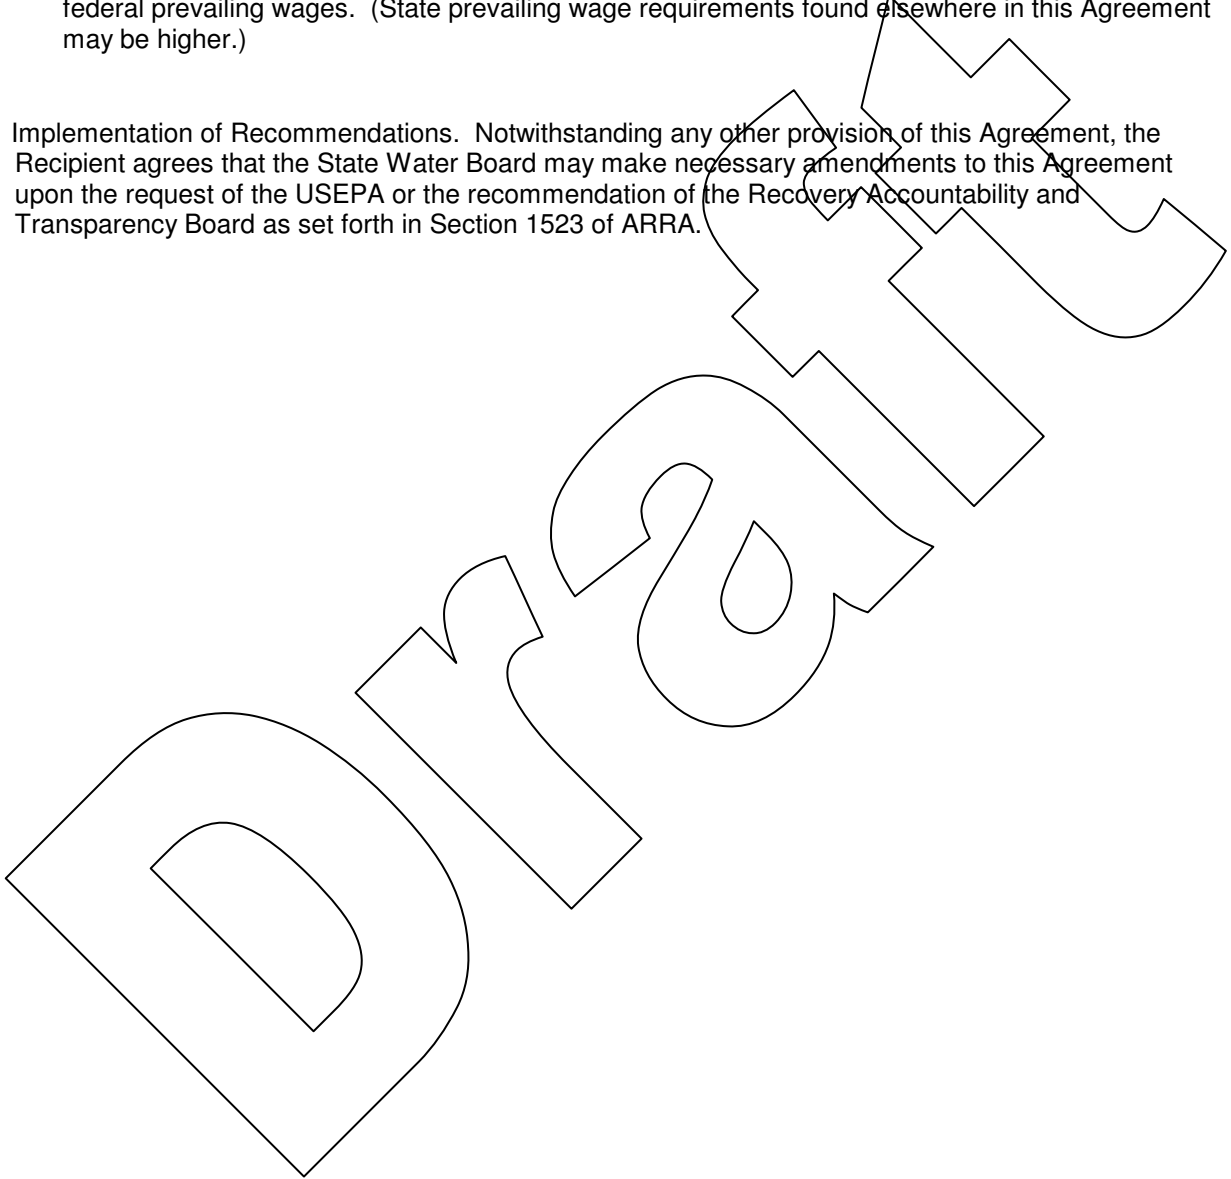 federal prevailing wages.  (State prevailing wage requirements found elsewhere in this Agreement
may be higher.)
Implementation of Recommendations.  Notwithstanding any other provision of this Agreement, the
Recipient agrees that the State Water Board may make necessary amendments to this Agreement
upon the request of the USEPA or the recommendation of the Recovery Accountability and
Transparency Board as set forth in Section 1523 of ARRA.
Draft